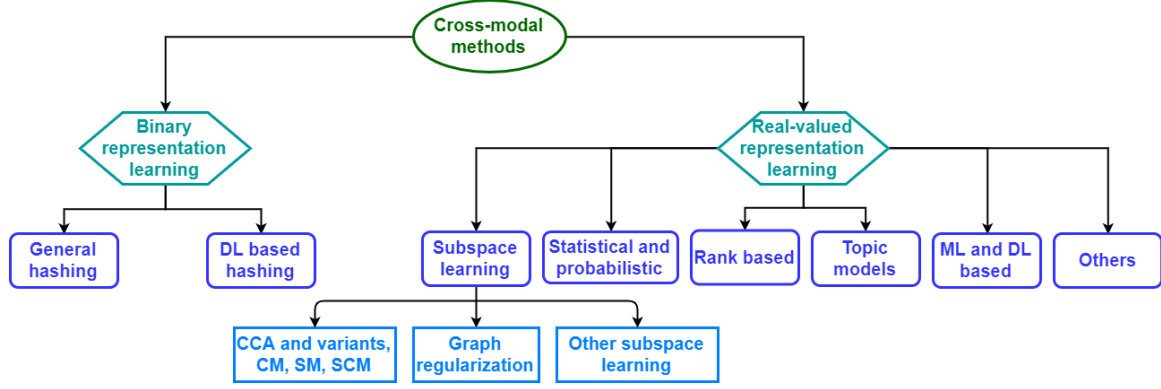 Cross-modal
methods
Binary
representation
learning
Real-valued
representation
learning
General
hashing
DL based
hashing
Subspace
learning
Statistical and
probabilistic
Rank based
Topic
models
ML and DL
based
Others
CCA and variants,
CM, SM, SCM
Graph
regularization
Other subspace
learning